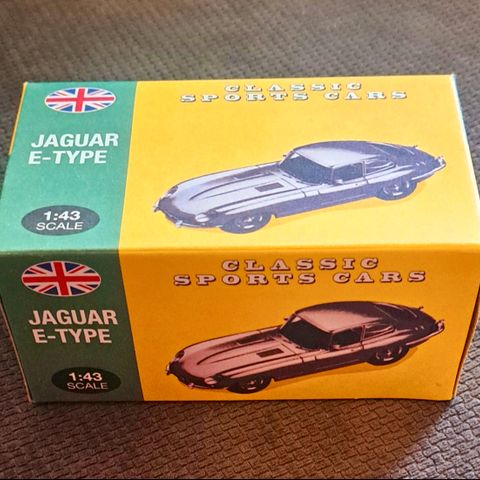 CLASSIC
SPORTS CARS
JAGUAR
E-TYPE
1:43
SCALE
CLASSIC
SPORTS CARS
JAGUAR
E-TYPE
1:43
SCALE